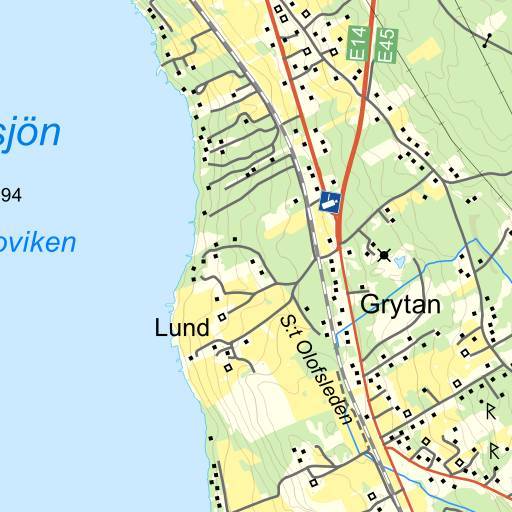 E14
E45
sjön
94
oviken
Grytan
Lund
S:t Olofsleden
R
R